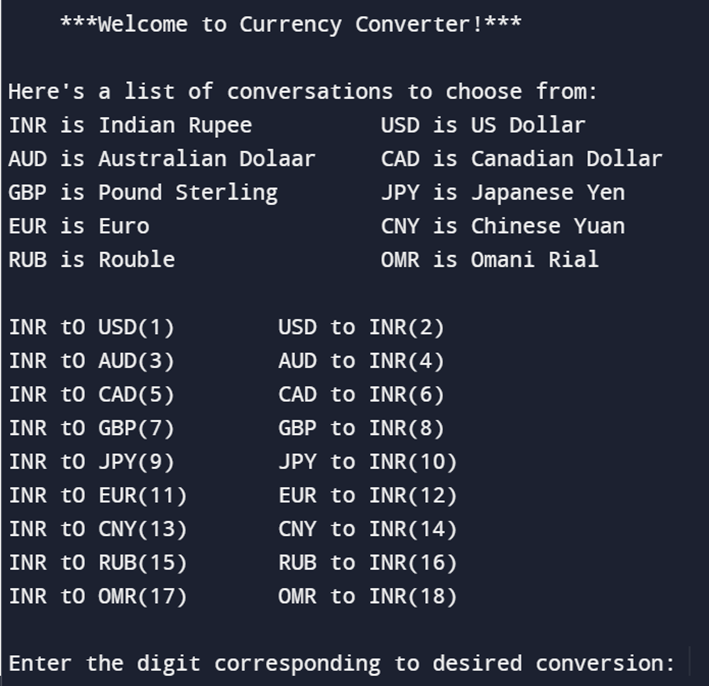 ***Welcome to Currency Converter!***
Here's a list of conversations to choose from:
INR is Indian Rupee USD is US Dollar
AUD is Australian Dolaar CAD is Canadian Dollar
GBP is Pound Sterling JPY is Japanese Yen
EUR is Euro CNY is Chinese Yuan
RUB is Rouble OMR is Omani Rial
INR tO USD(1) USD to INR(2)
INR tO AUD(3) AUD to INR(4)
INR tO CAD(5) CAD to INR(6)
INR tO GBP(7) GBP to INR(8)
INR tO JPY(9) JPY to INR(10)
INR tO EUR(11) EUR to INR(12)
INR tO CNY(13) CNY to INR(14)
INR tO RUB(15) RUB to INR(16)
INR tO OMR(17) OMR to INR(18)
Enter the digit corresponding to desired conversion: